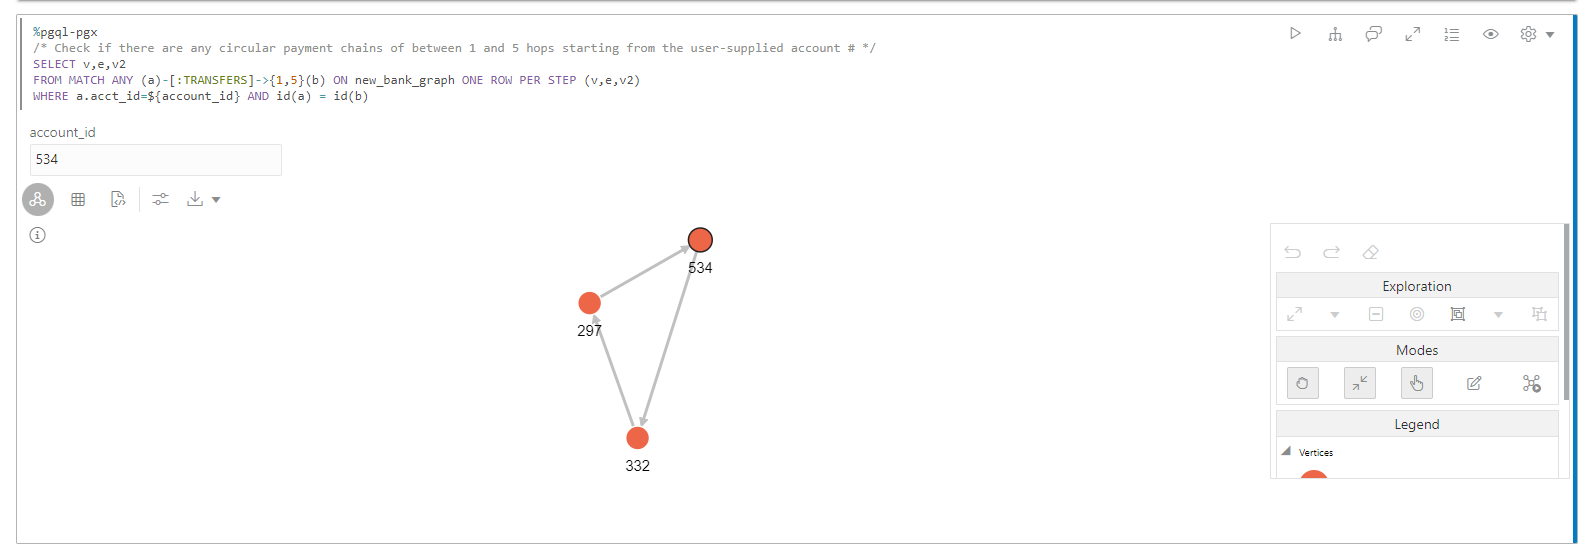 %pgql-pgx
/* Check if there are any circular payment chains of between 1 and 5 hops starting from the user-supplied account # */
SELECT v,e,v2
FROM MATCH ANY (a)-[:TRANSFERS]->{1,5}(b) ON new_bank_graph ONE ROW PER STEP (v,e,v2)
WHERE a.acct_id=${account_id} AND id(a) = id(b)
account_id
534
534
297
332
Exploration
Modes
Legend
Vertices